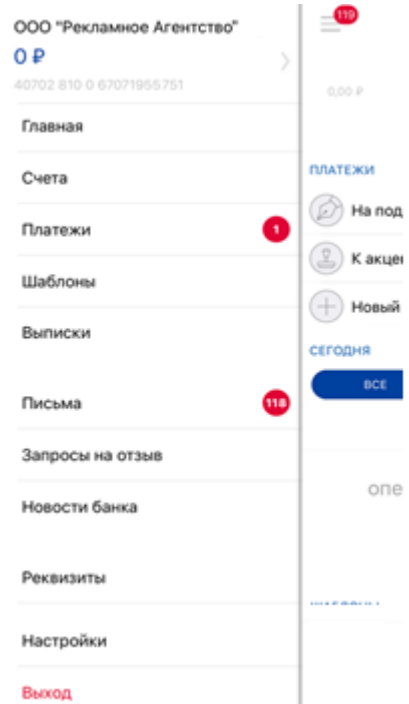 ООО "Рекламное Агентство"
0 ₽
40702 810 0 67071955751
Главная
Счета
Платежи
1
Шаблоны
Выписки
Письма
118
Запросы на отзыв
Новости банка
Реквизиты
Настройки
Выход
119
0,00 ₽
ПЛАТЕЖИ
На под
К акце
Новый
СЕГОДНЯ
ВСЕ
опе